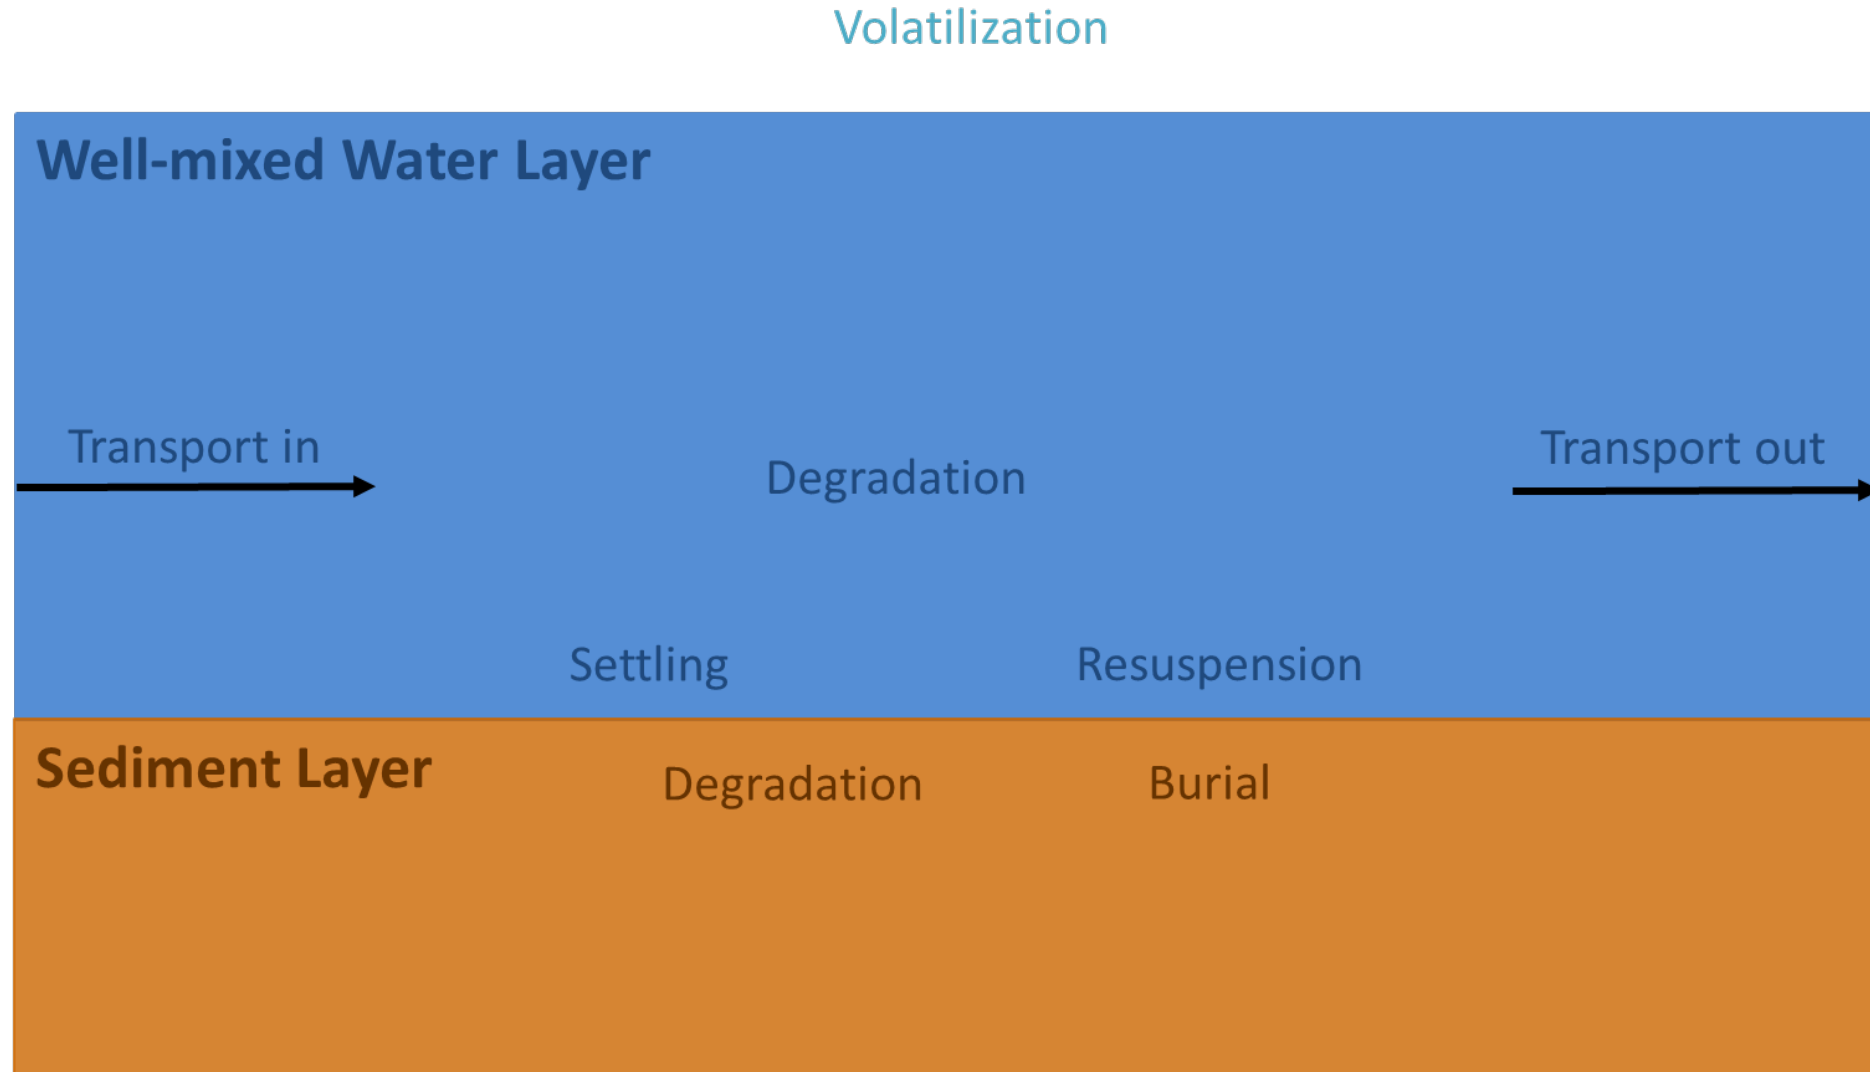 Volatilization
Well-mixed Water Layer
Transport in
Degradation
Transport out
Settling
Resuspension
Sediment Layer
Degradation
Burial